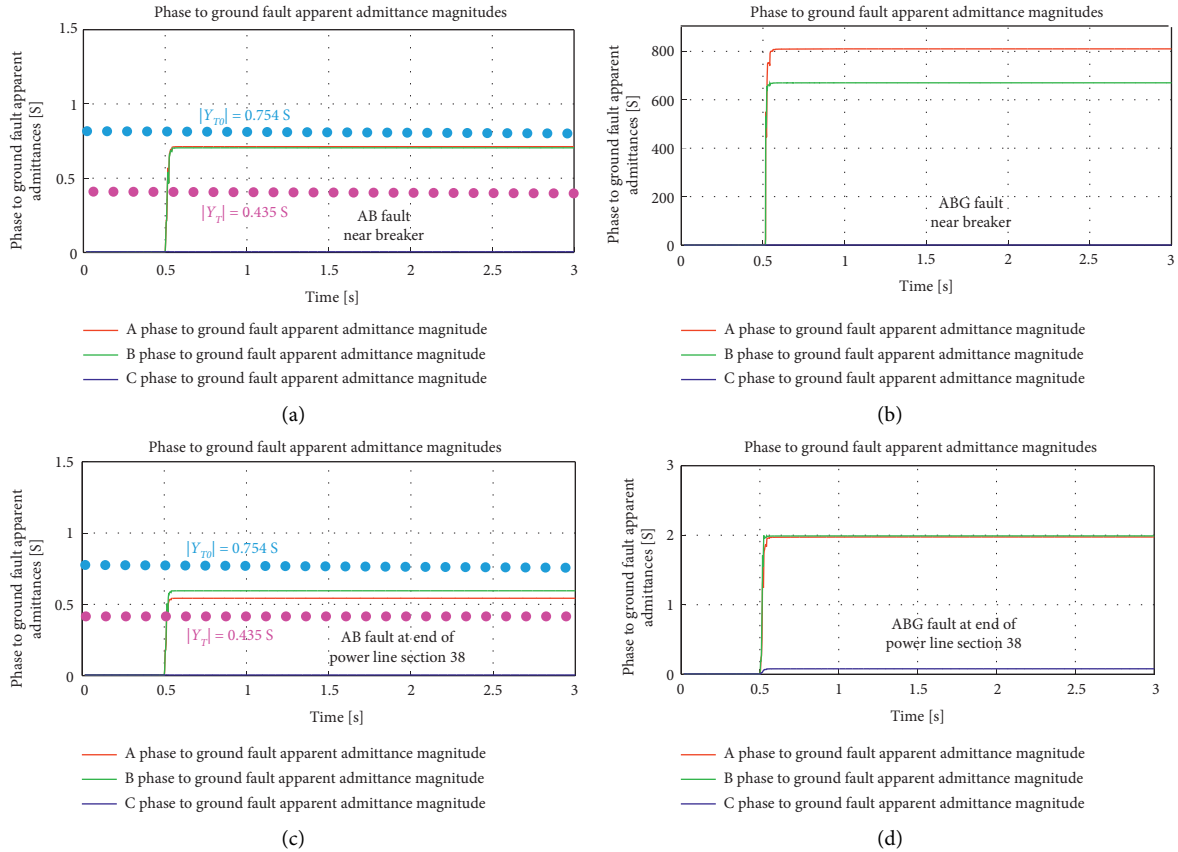 Phase to ground fault apparent admittance magnitudes
1.5
1
0.5
0
Phase to ground fault apparent
admittances [S]
|Y_{T0}| = 0.754 S
|Y_T| = 0.435 S
AB fault
near breaker
0 0.5 1 1.5 2 2.5 3
Time [s]
A phase to ground fault apparent admittance magnitude
B phase to ground fault apparent admittance magnitude
C phase to ground fault apparent admittance magnitude
(a)
Phase to ground fault apparent admittance magnitudes
800
600
400
200
0
Phase to ground fault apparent
admittances [S]
ABG fault
near breaker
0 0.5 1 1.5 2 2.5 3
Time [s]
A phase to ground fault apparent admittance magnitude
B phase to ground fault apparent admittance magnitude
C phase to ground fault apparent admittance magnitude
(b)
Phase to ground fault apparent admittance magnitudes
1.5
1
0.5
0
Phase to ground fault apparent
admittances [S]
|Y_{T0}| = 0.754 S
|Y_T| = 0.435 S
AB fault at end of
power line section 38
0 0.5 1 1.5 2 2.5 3
Time [s]
A phase to ground fault apparent admittance magnitude
B phase to ground fault apparent admittance magnitude
C phase to ground fault apparent admittance magnitude
(c)
Phase to ground fault apparent admittance magnitudes
3
2
1
0
Phase to ground fault apparent
admittances [S]
ABG fault at end of
power line section 38
0 0.5 1 1.5 2 2.5 3
Time [s]
A phase to ground fault apparent admittance magnitude
B phase to ground fault apparent admittance magnitude
C phase to ground fault apparent admittance magnitude
(d)